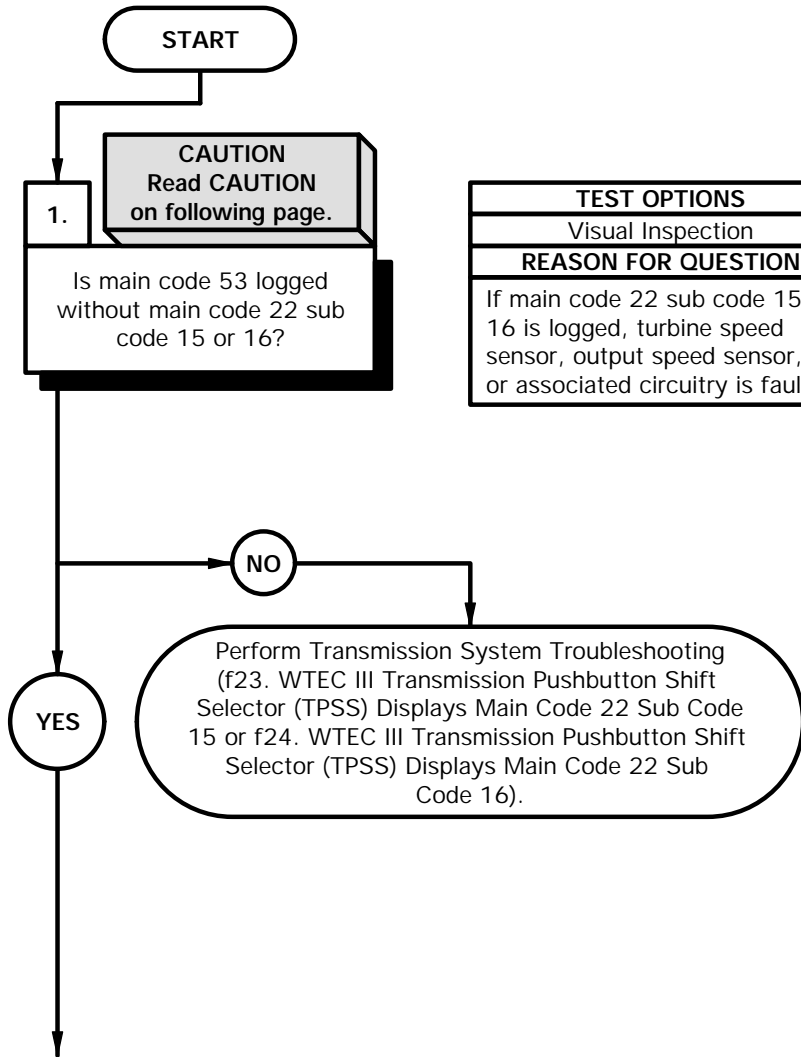 START
CAUTION
Read CAUTION
on following page.
1.
Is main code 53 logged
without main code 22 sub
code 15 or 16?
TEST OPTIONS
Visual Inspection
REASON FOR QUESTION
If main code 22 sub code 15
16 is logged, turbine speed
sensor, output speed sensor,
or associated circuitry is
NO
YES
Perform Transmission System Troubleshooting
(f23. WTEC III Transmission Pushbutton Shift
Selector (TPSS) Displays Main Code 22 Sub Code
15 or f24. WTEC III Transmission Pushbutton Shift
Selector (TPSS) Displays Main Code 22 Sub
Code 16).